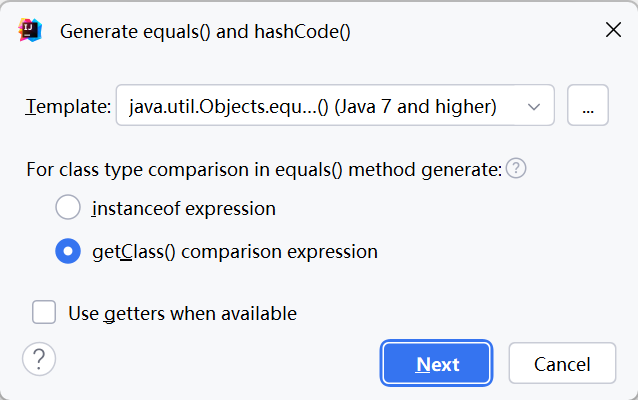 Generate equals() and hashCode()
Template: java.util.Objects.equ...() (Java 7 and higher) ...
For class type comparison in equals() method generate: ?
instanceof expression
getClass() comparison expression
Use getters when available
? Next Cancel